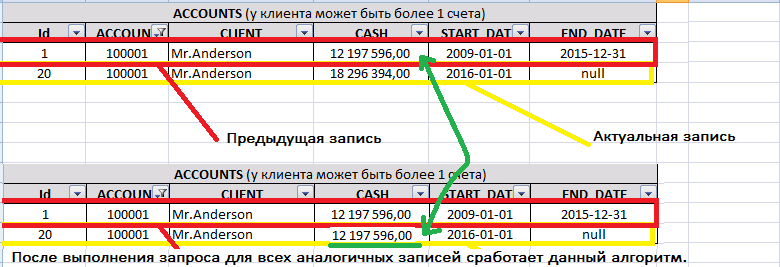 ACCOUNTS (у клиента может быть более 1 счета)
Id ACCOUN CLIENT CASH START_DAT END_DATE
1 100001 Mr.Anderson 12 197 596,00 2009-01-01 2015-12-31
20 100001 Mr.Anderson 18 296 394,00 2016-01-01 null
Предыдущая запись
Актуальная запись
ACCOUNTS (у клиента может быть более 1 счета)
Id ACCOUN CLIENT CASH START_DAT END_DATE
1 100001 Mr.Anderson 12 197 596,00 2009-01-01 2015-12-31
20 100001 Mr.Anderson 12 197 596,00 2016-01-01 null
После выполнения запроса для всех аналогичных записей сработает данный алгоритм.